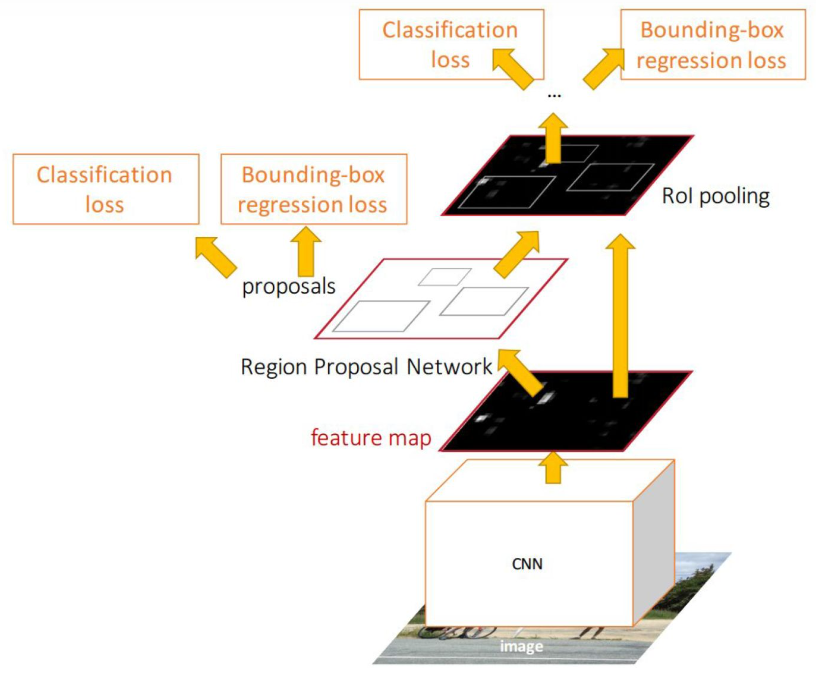 Classification
loss
Bounding-box
regression loss
...
Classification
loss
Bounding-box
regression loss
RoI pooling
proposals
Region Proposal Network
feature map
CNN
image